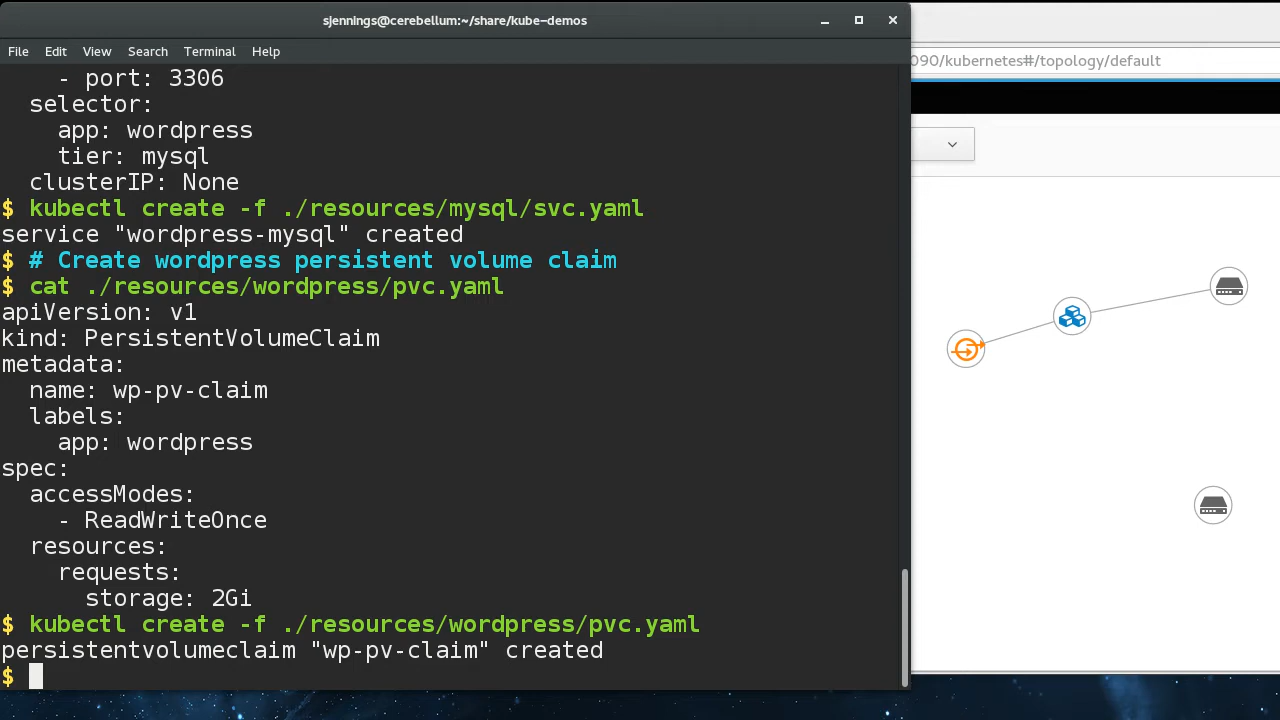 sjennings@cerebellum:~/share/kube-demos
File Edit View Search Terminal Help
090/kubernetes#/topology/default
- port: 3306
selector:
app: wordpress
tier: mysql
clusterIP: None
$ kubectl create -f ./resources/mysql/svc.yaml
service "wordpress-mysql" created
$ # Create wordpress persistent volume claim
$ cat ./resources/wordpress/pvc.yaml
apiVersion: v1
kind: PersistentVolumeClaim
metadata:
name: wp-pv-claim
labels:
app: wordpress
spec:
accessModes:
- ReadWriteOnce
resources:
requests:
storage: 2Gi
$ kubectl create -f ./resources/wordpress/pvc.yaml
persistentvolumeclaim "wp-pv-claim" created
$